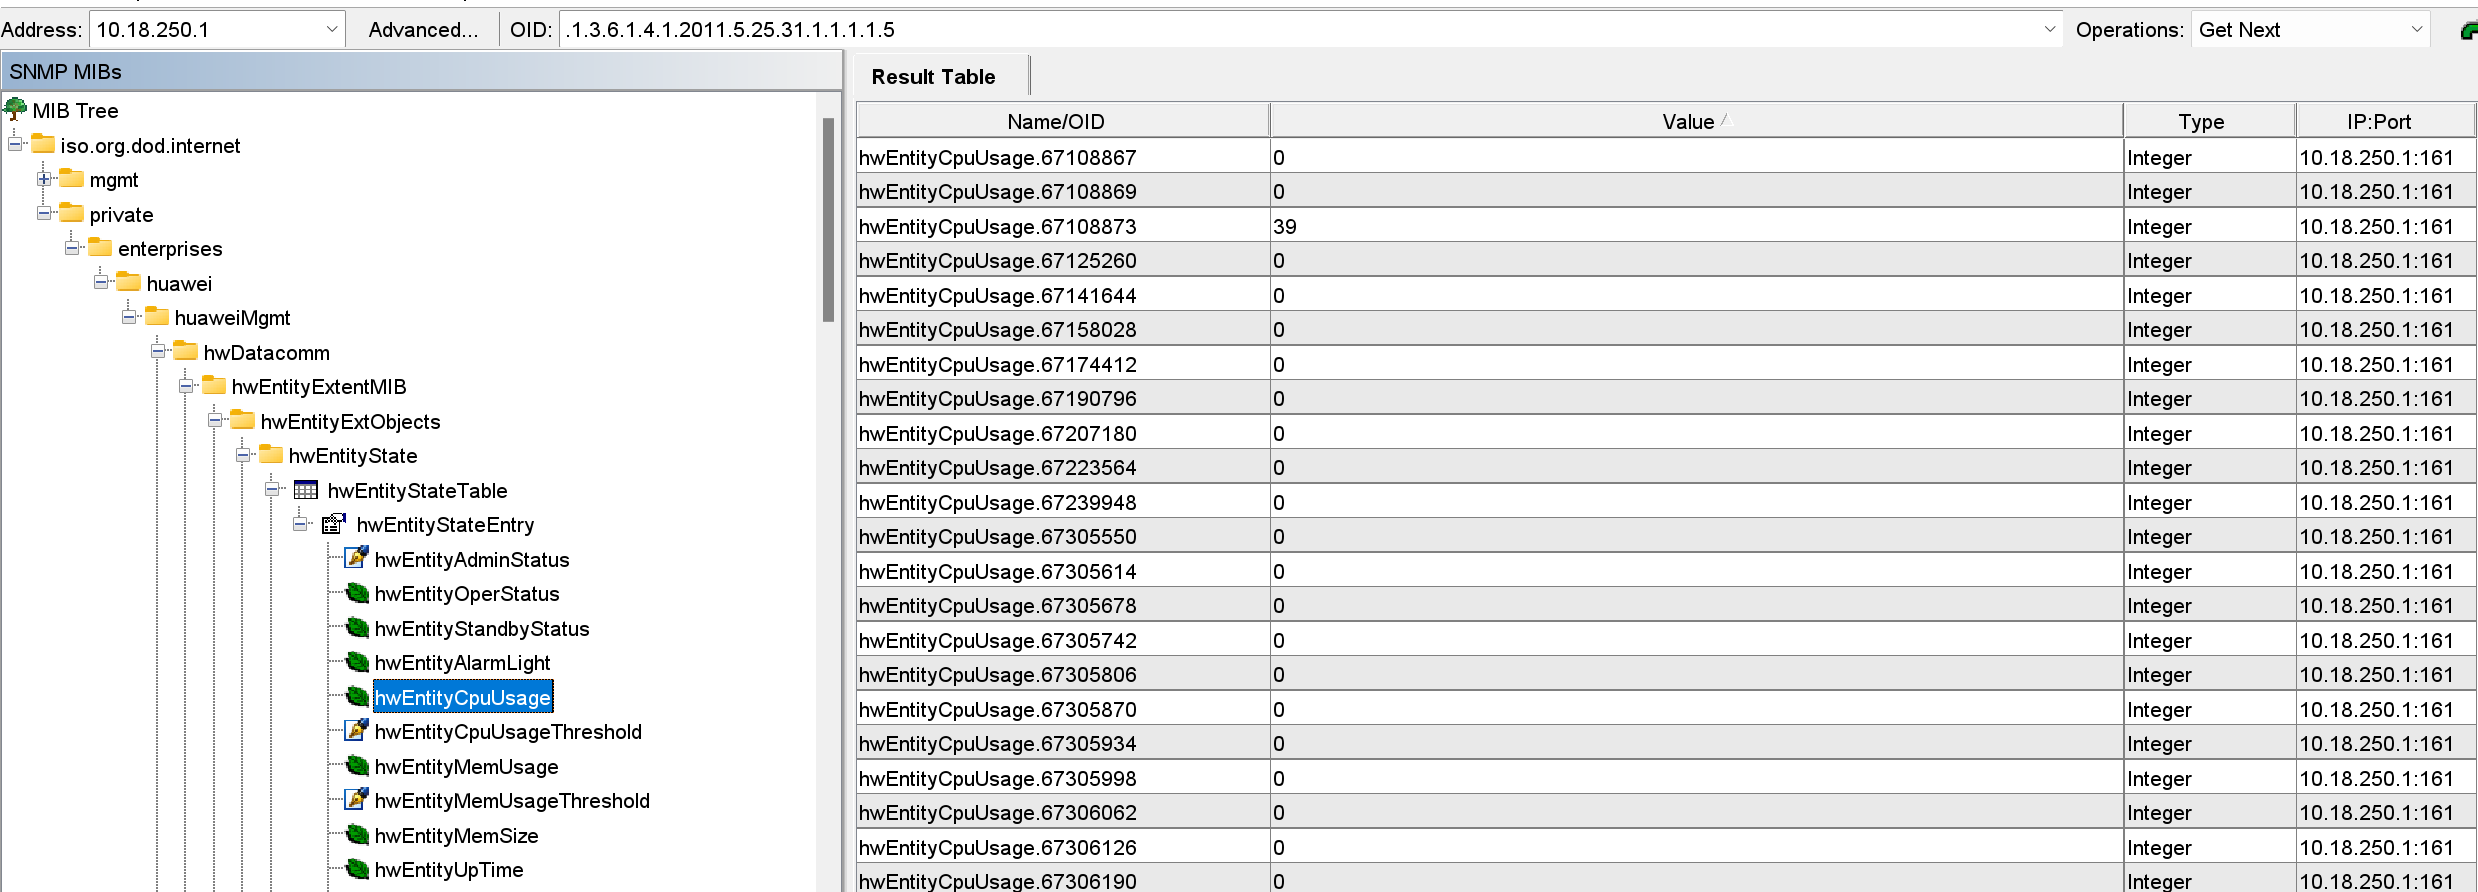 Address: 10.18.250.1 Advanced... OID: .1.3.6.1.4.1.2011.5.25.31.1.1.1.1.5 Operations: Get Next
SNMP MIBs
MIB Tree
iso.org.dod.internet
mgmt
private
enterprises
huawei
huaweiMgmt
hwDatacomm
hwEntityExtentMIB
hwEntityExtObjects
hwEntityState
hwEntityStateTable
hwEntityStateEntry
hwEntityAdminStatus
hwEntityOperStatus
hwEntityStandbyStatus
hwEntityAlarmLight
hwEntityCpuUsage
hwEntityCpuUsageThreshold
hwEntityMemUsage
hwEntityMemUsageThreshold
hwEntityMemSize
hwEntityUpTime
Result Table
Name/OID Value Type IP:Port
hwEntityCpuUsage.67108867 0 Integer 10.18.250.1:161
hwEntityCpuUsage.67108869 0 Integer 10.18.250.1:161
hwEntityCpuUsage.67108873 39 Integer 10.18.250.1:161
hwEntityCpuUsage.67125260 0 Integer 10.18.250.1:161
hwEntityCpuUsage.67141644 0 Integer 10.18.250.1:161
hwEntityCpuUsage.67158028 0 Integer 10.18.250.1:161
hwEntityCpuUsage.67174412 0 Integer 10.18.250.1:161
hwEntityCpuUsage.67190796 0 Integer 10.18.250.1:161
hwEntityCpuUsage.67207180 0 Integer 10.18.250.1:161
hwEntityCpuUsage.67223564 0 Integer 10.18.250.1:161
hwEntityCpuUsage.67239948 0 Integer 10.18.250.1:161
hwEntityCpuUsage.67305550 0 Integer 10.18.250.1:161
hwEntityCpuUsage.67305614 0 Integer 10.18.250.1:161
hwEntityCpuUsage.67305678 0 Integer 10.18.250.1:161
hwEntityCpuUsage.67305742 0 Integer 10.18.250.1:161
hwEntityCpuUsage.67305806 0 Integer 10.18.250.1:161
hwEntityCpuUsage.67305870 0 Integer 10.18.250.1:161
hwEntityCpuUsage.67305934 0 Integer 10.18.250.1:161
hwEntityCpuUsage.67305998 0 Integer 10.18.250.1:161
hwEntityCpuUsage.67306062 0 Integer 10.18.250.1:161
hwEntityCpuUsage.67306126 0 Integer 10.18.250.1:161
hwEntityCpuUsage.67306190 0 Integer 10.18.250.1:161